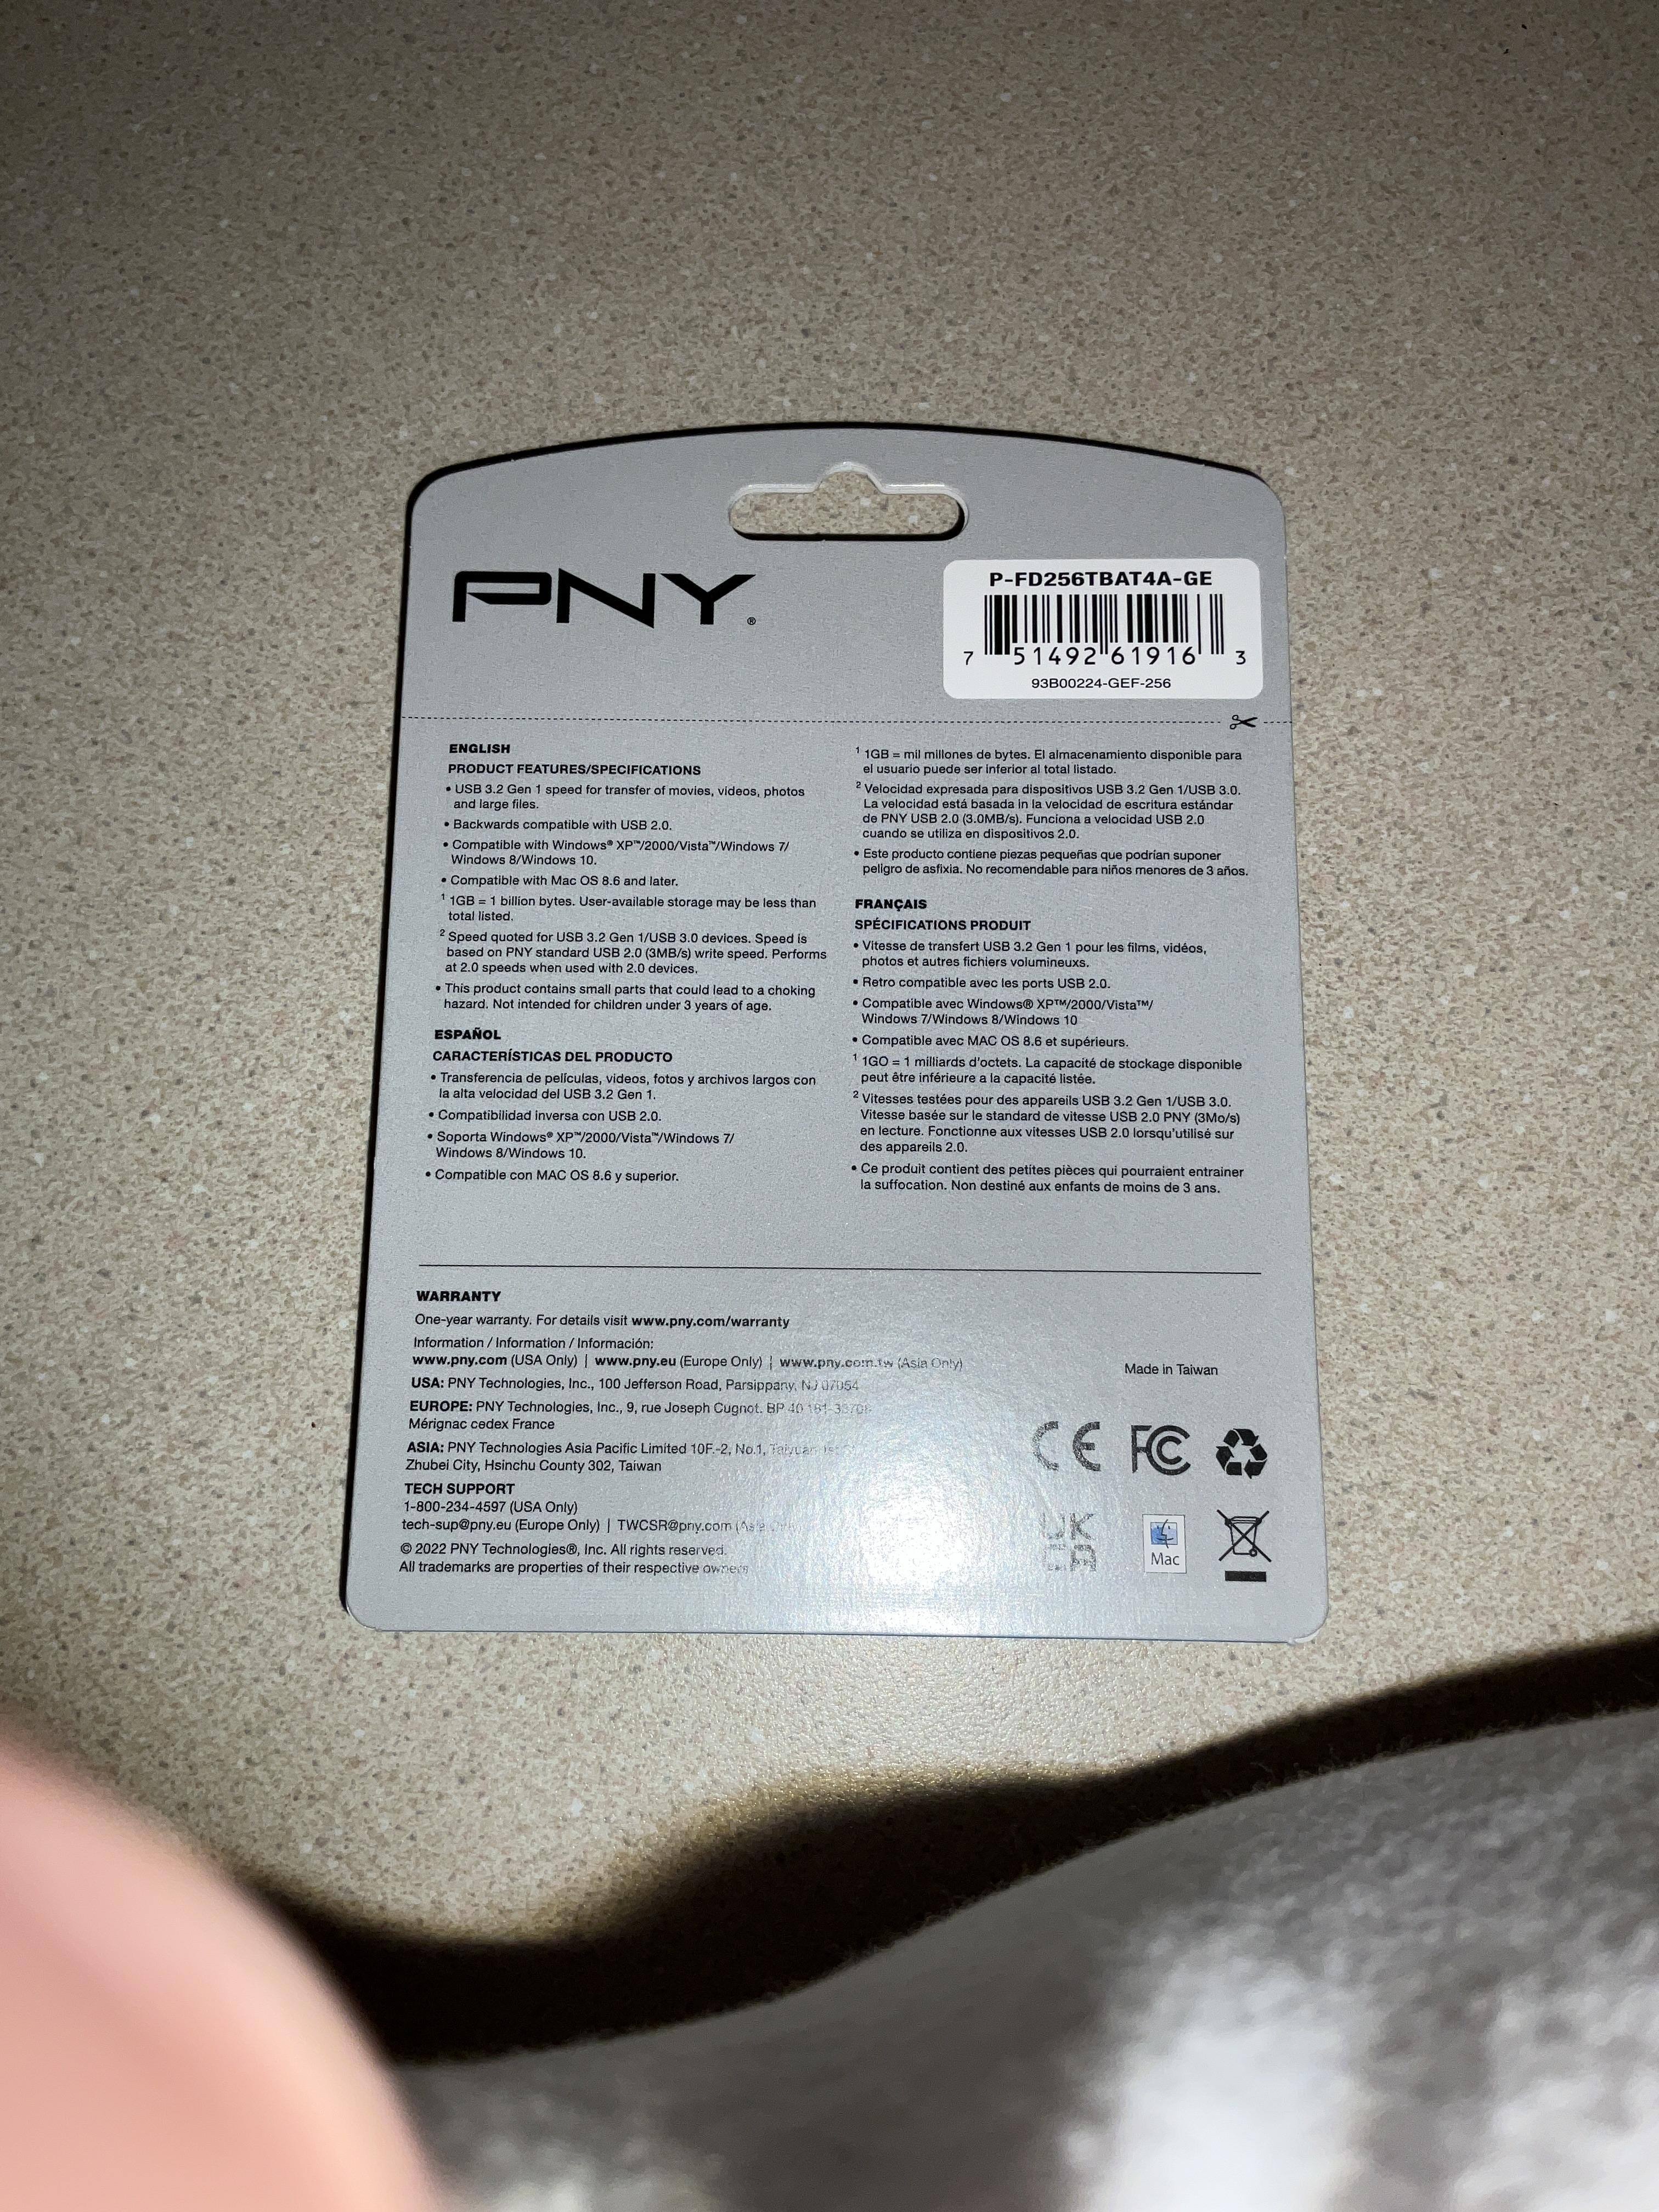 PNY®
P-FD256TBAT4A-GE
7 51492 61916 3
93B00224-GEF-256
ENGLISH
PRODUCT FEATURES/SPECIFICATIONS
• USB 3.2 Gen 1 speed for transfer of movies, videos, photos
and large files.
• Backwards compatible with USB 2.0.
• Compatible with Windows® XP™/2000/Vista™/Windows 7/
Windows 8/Windows 10.
• Compatible with Mac OS 8.6 and later.
1 1GB = 1 billion bytes. User-available storage may be less than
total listed.
2 Speed quoted for USB 3.2 Gen 1/USB 3.0 devices. Speed is
based on PNY standard USB 2.0 (3MB/s) write speed. Performs
at 2.0 speeds when used with 2.0 devices.
• This product contains small parts that could lead to a choking
hazard. Not intended for children under 3 years of age.
ESPAÑOL
CARACTERÍSTICAS DEL PRODUCTO
• Transferencia de películas, videos, fotos y archivos largos con
la alta velocidad del USB 3.2 Gen 1.
• Compatibilidad inversa con USB 2.0.
• Soporta Windows® XP™/2000/Vista™/Windows 7/
Windows 8/Windows 10.
• Compatible con MAC OS 8.6 y superior.
1 1GB = mil millones de bytes. El almacenamiento disponible para
el usuario puede ser inferior al total listado.
2 Velocidad expresada para dispositivos USB 3.2 Gen 1/USB 3.0.
La velocidad está basada in la velocidad de escritura estándar
de PNY USB 2.0 (3.0MB/s). Funciona a velocidad USB 2.0
cuando se utiliza en dispositivos 2.0.
• Este producto contiene piezas pequeñas que podrían suponer
peligro de asfixia. No recomendable para niños menores de 3 años.
FRANÇAIS
SPÉCIFICATIONS PRODUIT
• Vitesse de transfert USB 3.2 Gen 1 pour les films, vidéos,
photos et autres fichiers volumineuxs.
• Retro compatible avec les ports USB 2.0.
• Compatible avec Windows® XP™/2000/Vista™/
Windows 7/Windows 8/Windows 10
• Compatible avec MAC OS 8.6 et supérieurs.
1 1GO = 1 milliards d'octets. La capacité de stockage disponible
peut être inférieure a la capacité listée.
2 Vitesses testées pour des appareils USB 3.2 Gen 1/USB 3.0.
Vitesse basée sur le standard de vitesse USB 2.0 PNY (3Mo/s)
en lecture. Fonctionne aux vitesses USB 2.0 lorsqu'utilisé sur
des appareils 2.0.
• Ce produit contient des petites pièces qui pourraient entrainer
la suffocation. Non destiné aux enfants de moins de 3 ans.
WARRANTY
One-year warranty. For details visit www.pny.com/warranty
Information / Information / Información:
www.pny.com (USA Only) | www.pny.eu (Europe Only) | www.pny.com.tw (Asia Only)
USA: PNY Technologies, Inc., 100 Jefferson Road, Parsippany, NJ 07054
EUROPE: PNY Technologies, Inc., 9, rue Joseph Cugnot. BP
Mérignac cedex France
ASIA: PNY Technologies Asia Pacific Limited 10F.-2, No.1,
Zhubei City, Hsinchu County 302, Taiwan
TECH SUPPORT
1-800-234-4597 (USA Only)
tech-sup@pny.eu (Europe Only) | TWCSR@pny.com
© 2022 PNY Technologies®, Inc. All rights reserved.
All trademarks are properties of their respective owners
Made in Taiwan
CE FC
UK
CA
Mac